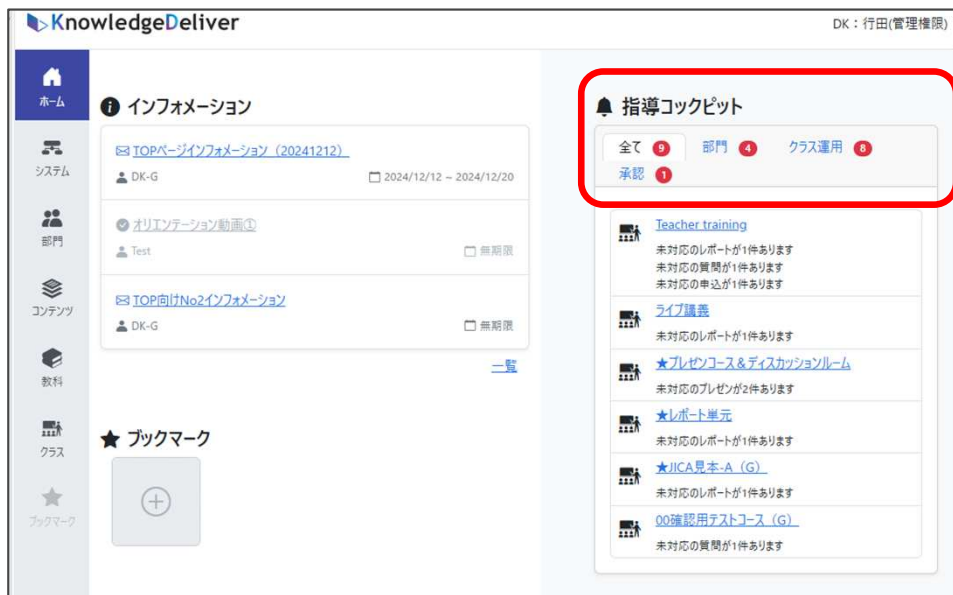 KnowledgeDeliver
DK：行田(管理権限)
ホーム
システム
部門
コンテンツ
教科
クラス
ブックマーク
インフォメーション
TOPページインフォメーション（20241212）
DK-G 2024/12/12 ~ 2024/12/20
オリエンテーション動画①
Test 無期限
TOP向けNo2インフォメーション
DK-G 無期限
一覧
ブックマーク
指導コックピット
全て 9 部門 4 クラス運用 8
承認 1
Teacher training
未対応のレポートが1件あります
未対応の質問が1件あります
未対応の申込が1件あります
ライブ講義
未対応のレポートが1件あります
★プレゼンコース＆ディスカッションルーム
未対応のプレゼンが2件あります
★レポート単元
未対応のレポートが1件あります
★JICA見本-A（G）
未対応のレポートが1件あります
00確認用テストコース（G）
未対応の質問が1件あります